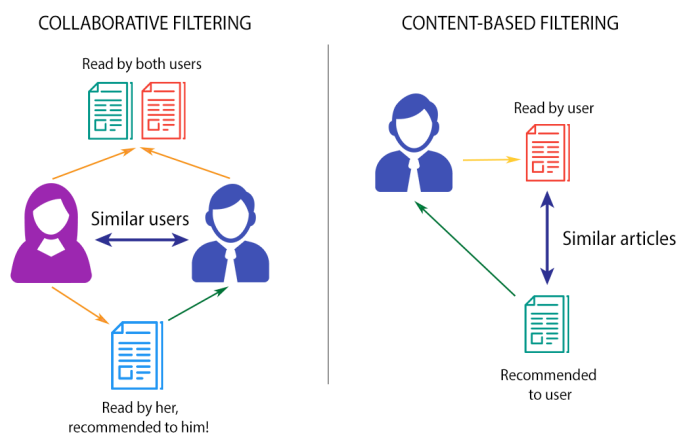 COLLABORATIVE FILTERING
Read by both users
Similar users
Read by her,
recommended to him!
CONTENT-BASED FILTERING
Read by user
Similar articles
Recommended
to user